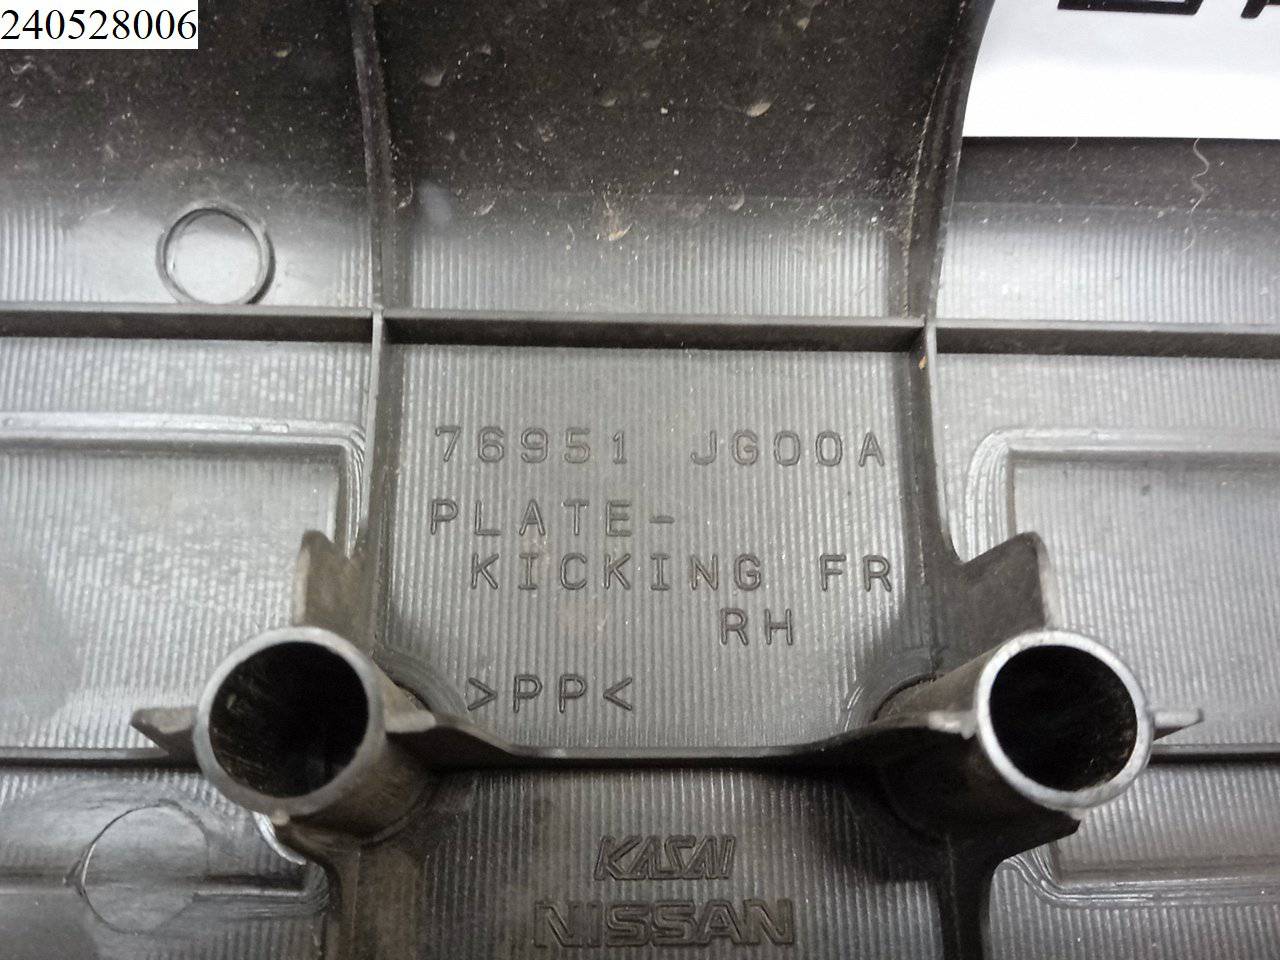 240528006
76951 JG00A
PLATE-
KICKING FR
RH
>PP<
KASAI
NISSAN